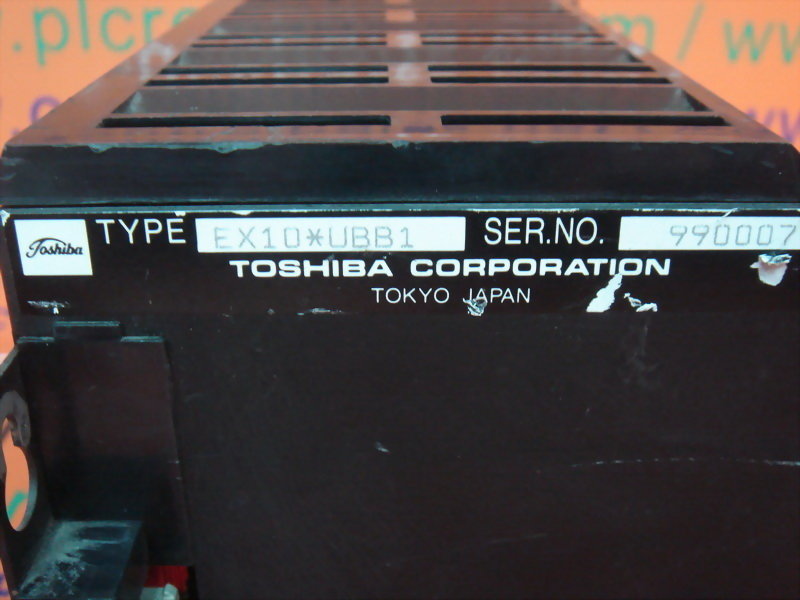 Toshiba TYPE EX10*UBB1 SER.NO. 990007
TOSHIBA CORPORATION
TOKYO JAPAN